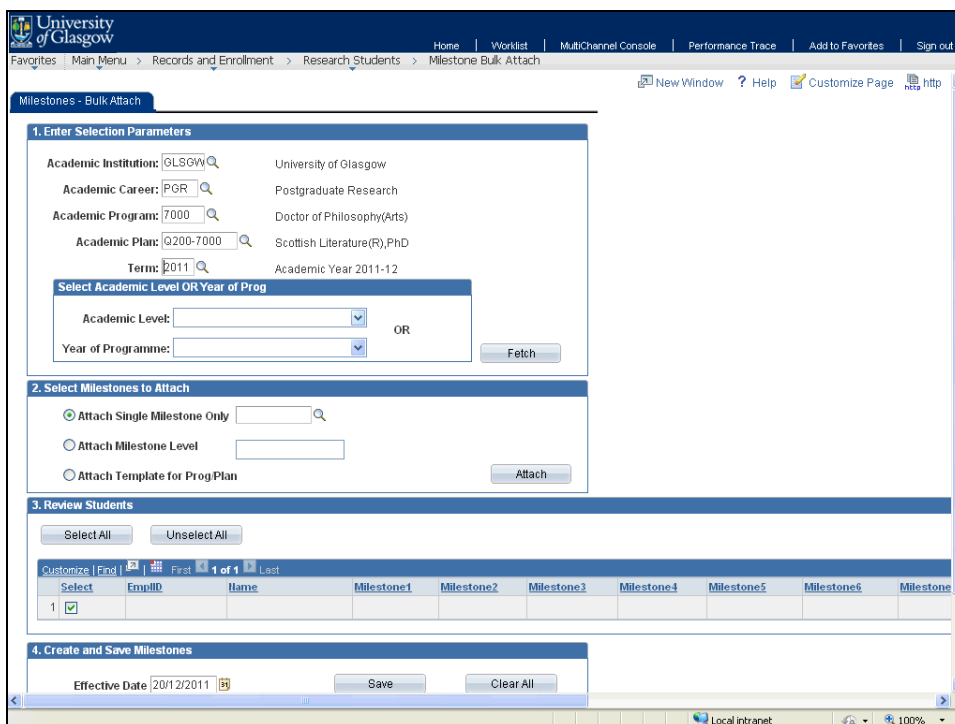 University
of Glasgow
Home | Worklist | MultiChannel Console | Performance Trace | Add to Favorites | Sign out
Favorites Main Menu > Records and Enrollment > Research Students > Milestone Bulk Attach
New Window ? Help Customize Page http
Milestones - Bulk Attach
1. Enter Selection Parameters
Academic Institution: GLSGW University of Glasgow
Academic Career: PGR Postgraduate Research
Academic Program: 7000 Doctor of Philosophy(Arts)
Academic Plan: Q200-7000 Scottish Literature(R),PhD
Term: 2011 Academic Year 2011-12
Select Academic Level OR Year of Prog
Academic Level:
OR
Year of Programme:
Fetch
2. Select Milestones to Attach
Attach Single Milestone Only
Attach Milestone Level
Attach Template for Prog/Plan Attach
3. Review Students
Select All Unselect All
Customize | Find | First 1 of 1 Last
Select EmplID Name Milestone1 Milestone2 Milestone3 Milestone4 Milestone5 Milestone6 Milestone
1
4. Create and Save Milestones
Effective Date 20/12/2011 31 Save Clear All
Local intranet 100%